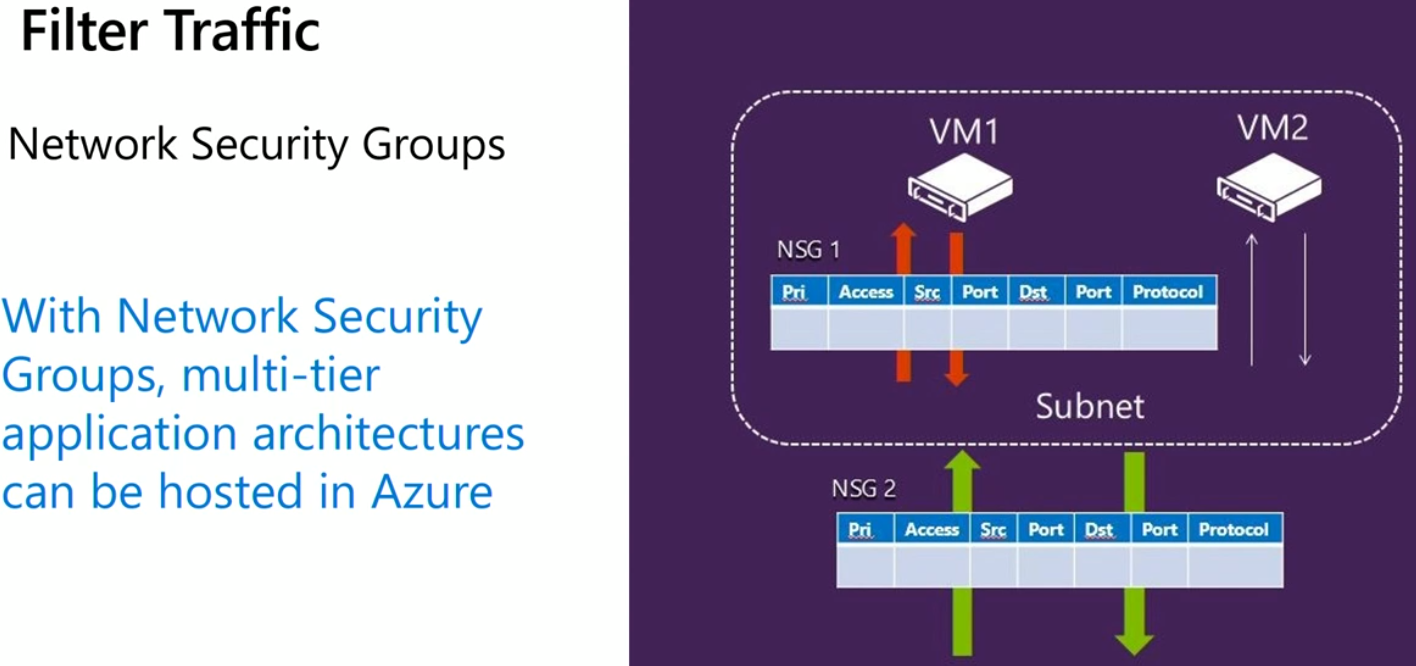 Filter Traffic
Network Security Groups
With Network Security
Groups, multi-tier
application architectures
can be hosted in Azure
VM1
VM2
NSG 1
Pri Access Src Port Dst Port Protocol
Subnet
NSG 2
Pri Access Src Port Dst Port Protocol